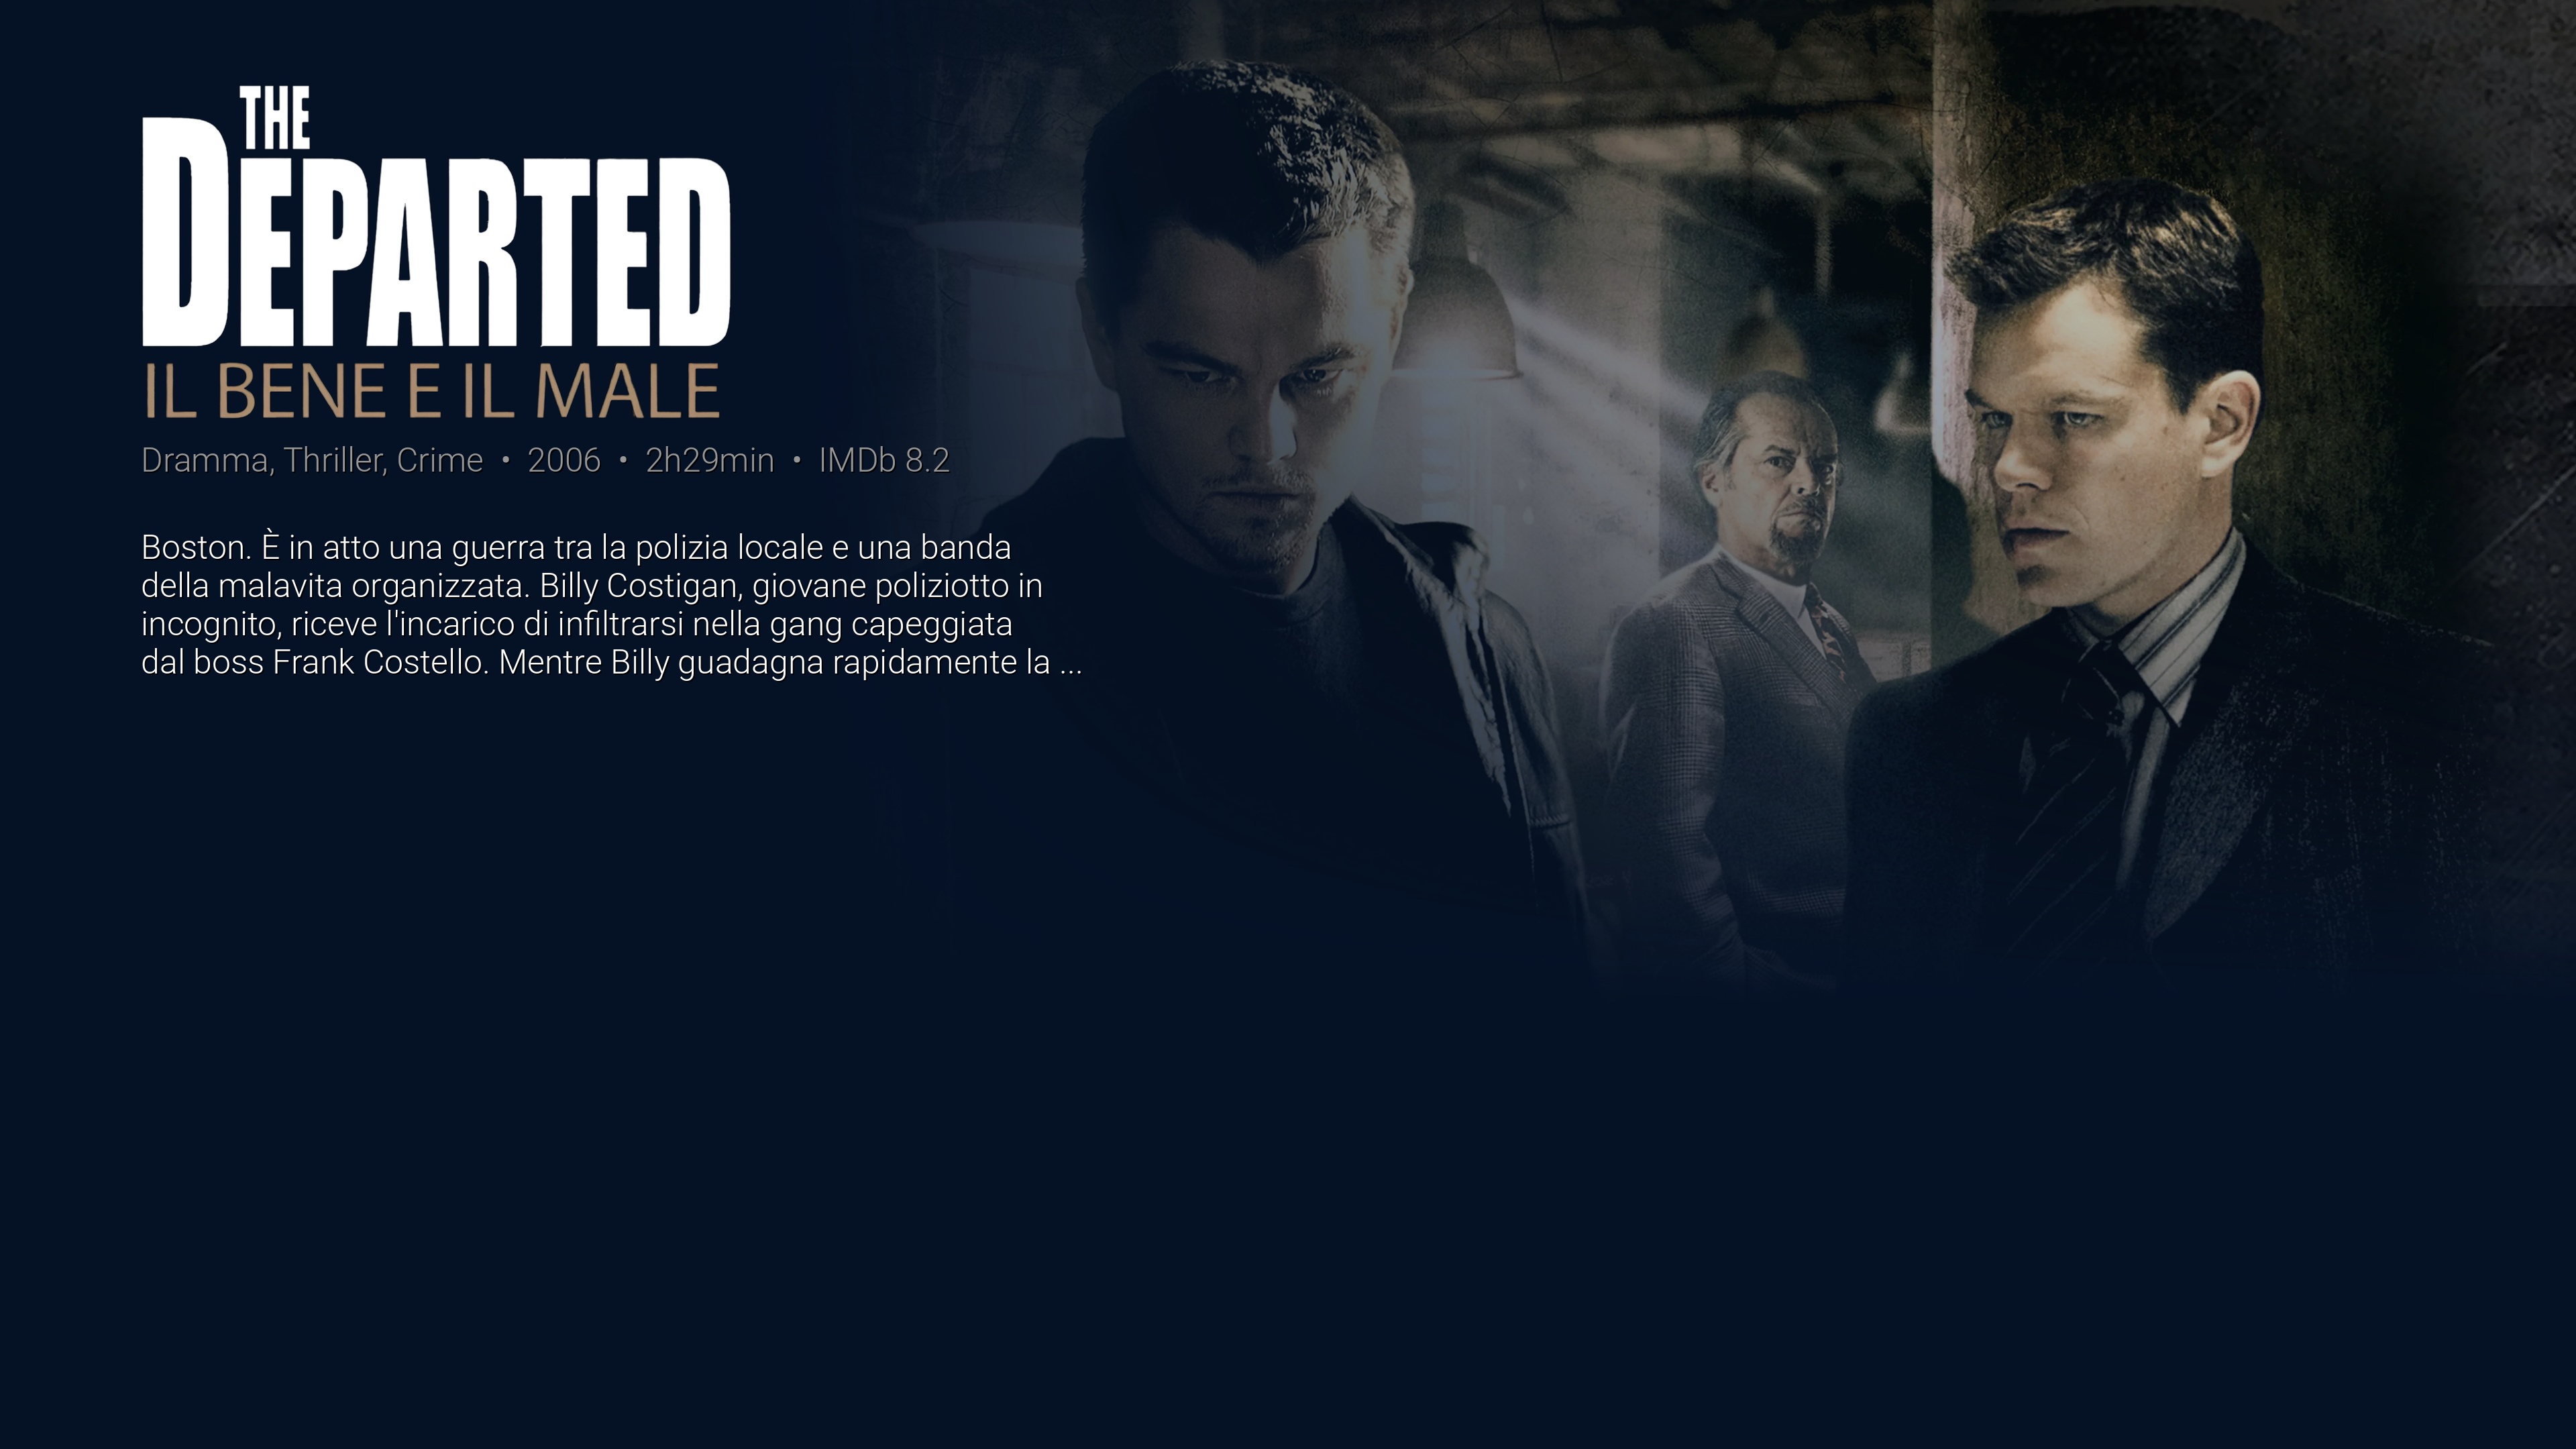 THE
DEPARTED
IL BENE E IL MALE
Dramma, Thriller, Crime • 2006 • 2h29min • IMDb 8.2
Boston. È in atto una guerra tra la polizia locale e una banda
della malavita organizzata. Billy Costigan, giovane poliziotto in
incognito, riceve l'incarico di infiltrarsi nella gang capeggiata
dal boss Frank Costello. Mentre Billy guadagna rapidamente la ...